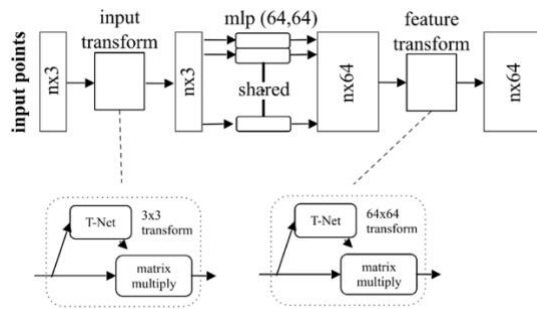 input
transform
mlp (64,64)
feature
transform
input points
nx3
nx3
shared
nx64
nx64
T-Net
3x3
transform
matrix
multiply
T-Net
64x64
transform
matrix
multiply